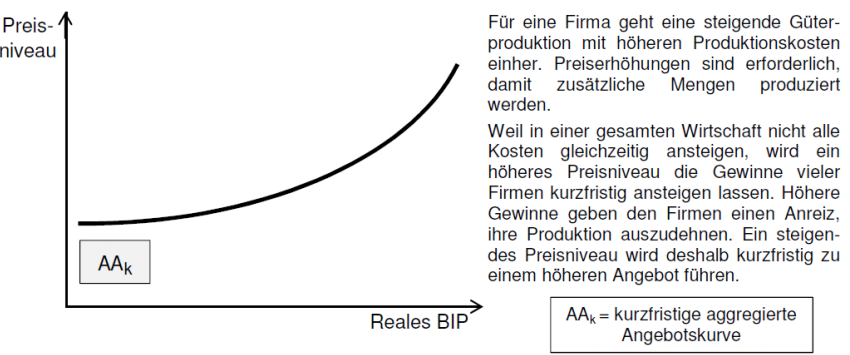 Preis-
niveau
AAk
Reales BIP
Für eine Firma geht eine steigende Güter-
produktion mit höheren Produktionskosten
einher. Preiserhöhungen sind erforderlich,
damit zusätzliche Mengen produziert
werden.
Weil in einer gesamten Wirtschaft nicht alle
Kosten gleichzeitig ansteigen, wird ein
höheres Preisniveau die Gewinne vieler
Firmen kurzfristig ansteigen lassen. Höhere
Gewinne geben den Firmen einen Anreiz,
ihre Produktion auszudehnen. Ein steigen-
des Preisniveau wird deshalb kurzfristig zu
einem höheren Angebot führen.
AAk = kurzfristige aggregierte
Angebotskurve